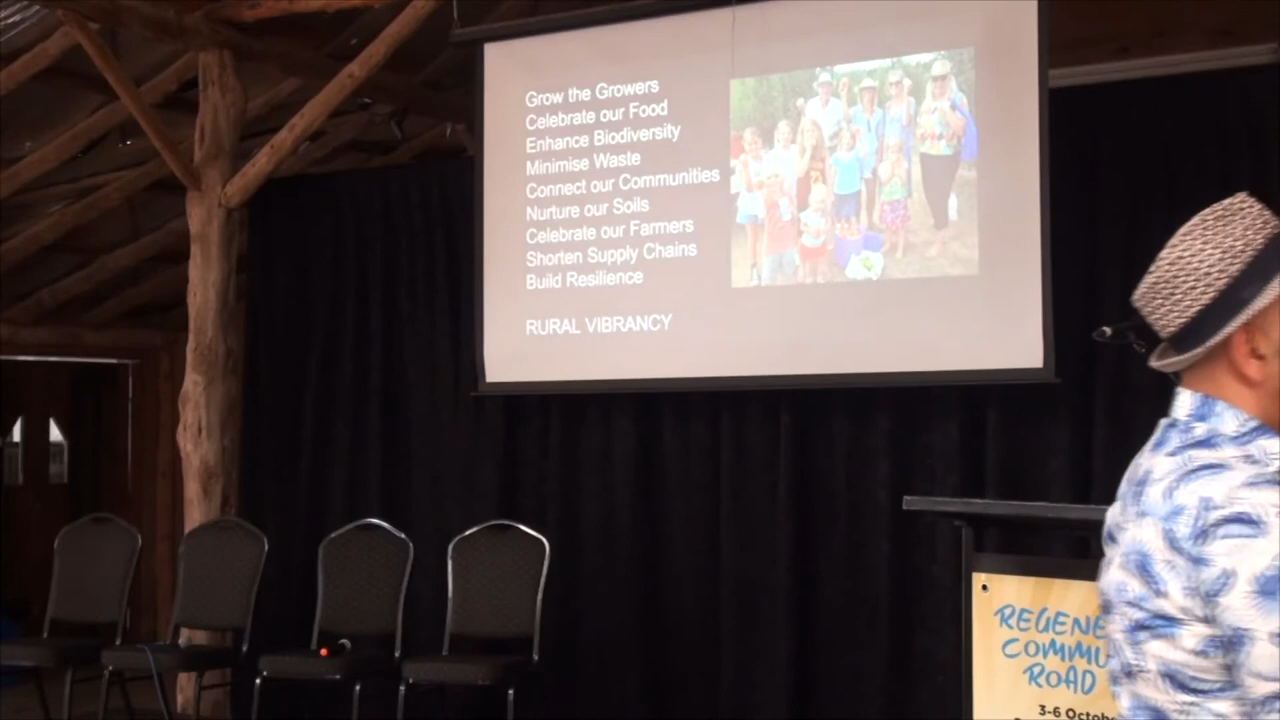 Grow the Growers
Celebrate our Food
Enhance Biodiversity
Minimise Waste
Connect our Communities
Nurture our Soils
Celebrate our Farmers
Shorten Supply Chains
Build Resilience
RURAL VIBRANCY
REGENE
COMMU
ROAD
3-6 Octob